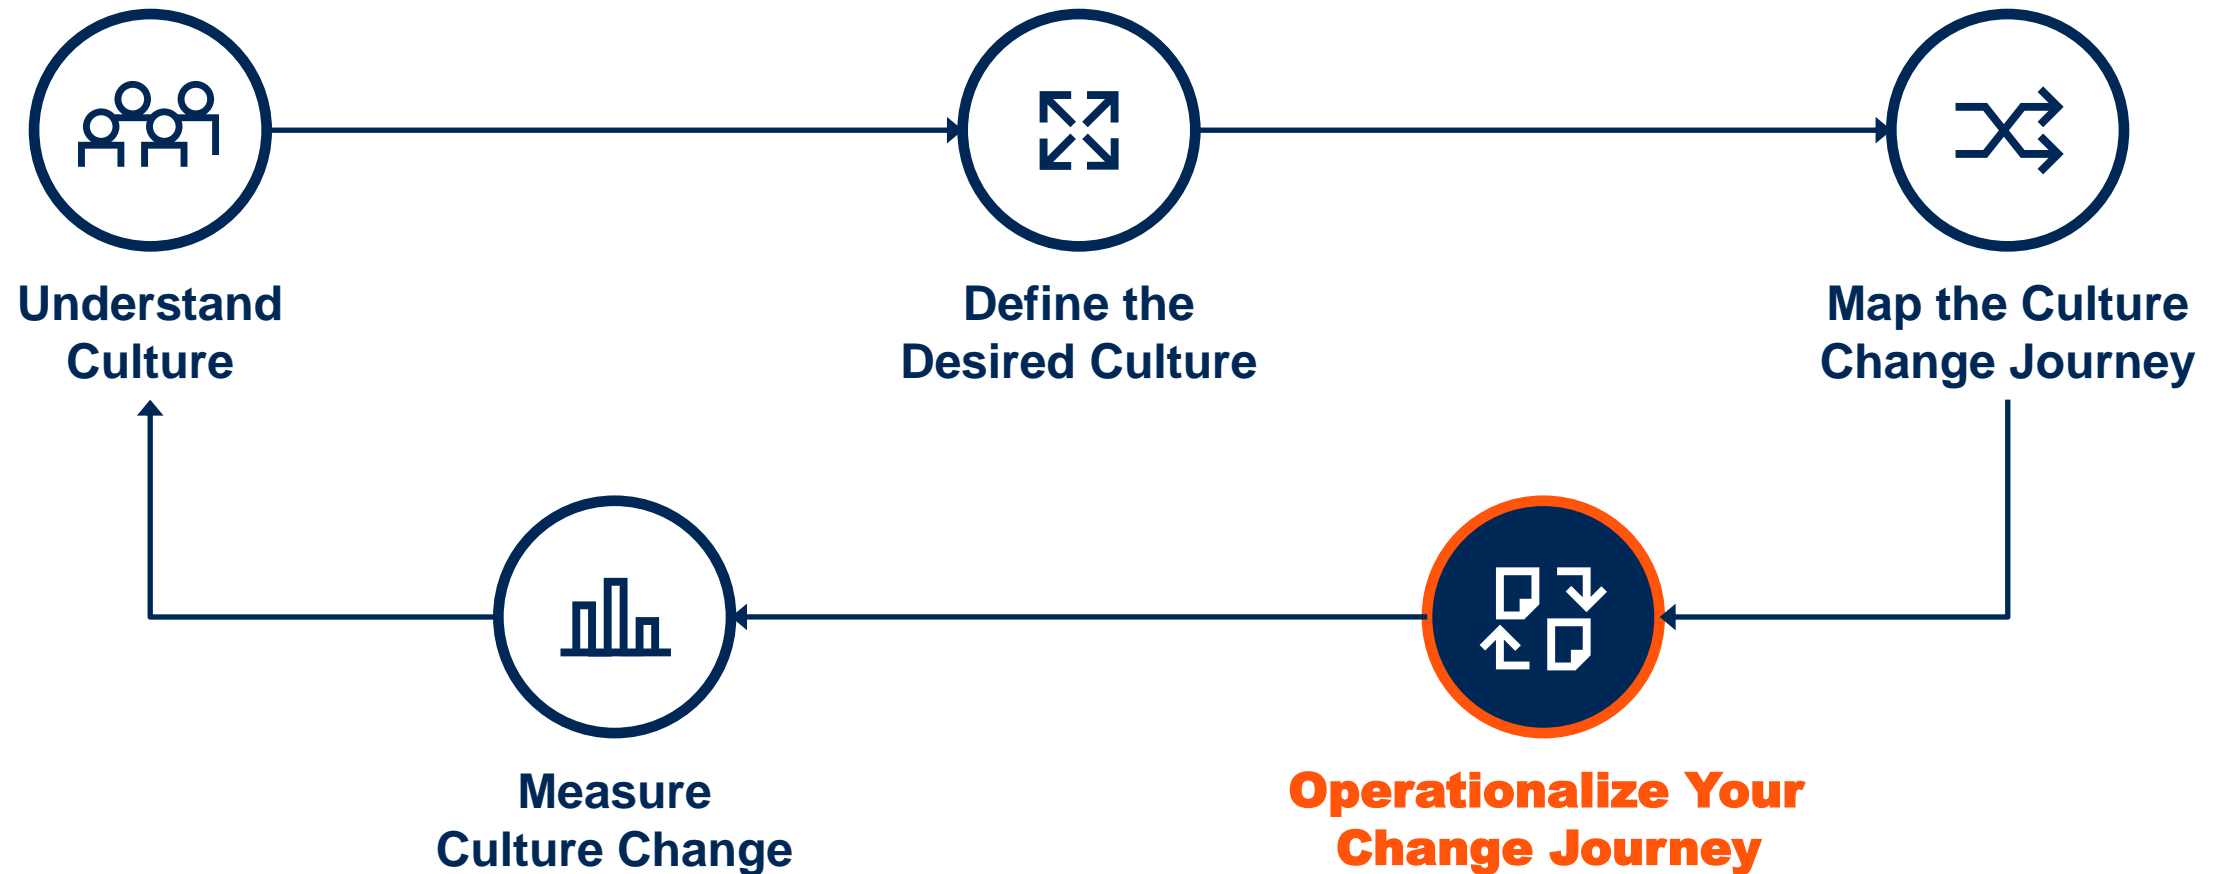 Understand
Culture
Define the
Desired Culture
Map the Culture
Change Journey
Measure
Culture Change
Operationalize Your
Change Journey